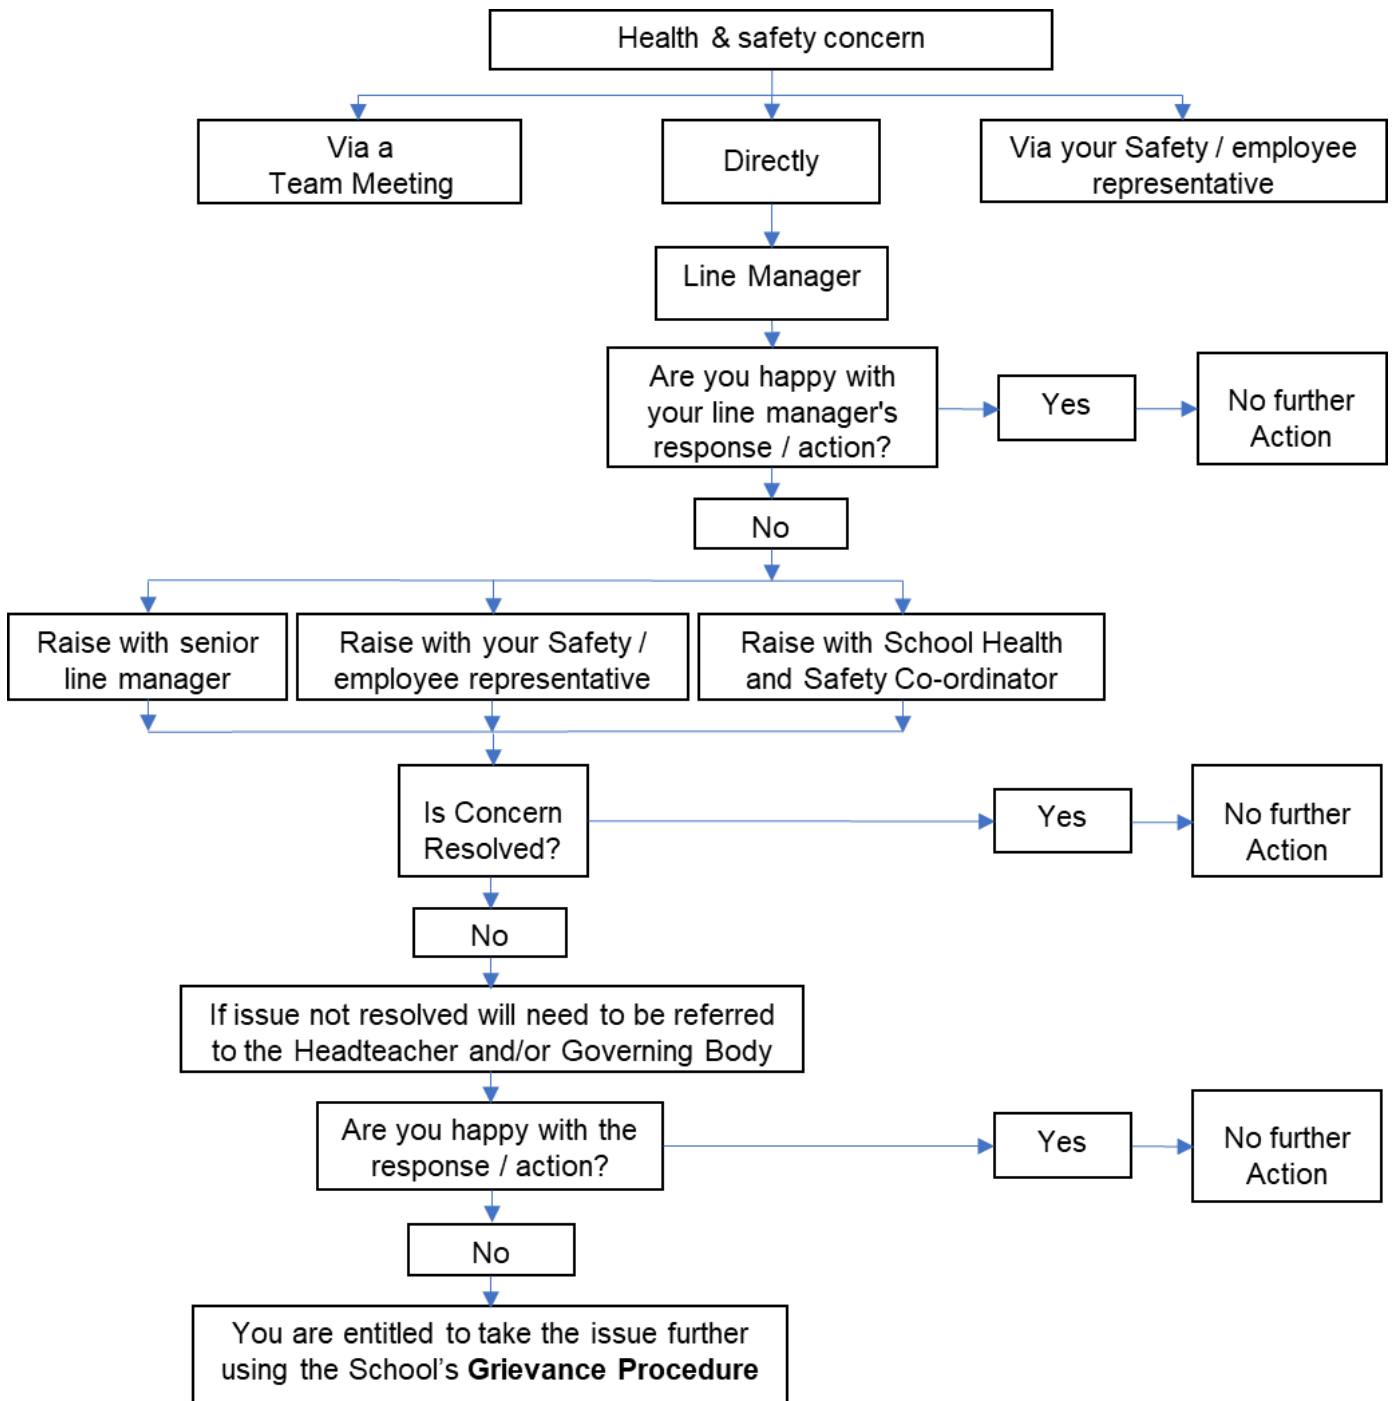 Health & safety concern
Via a
Team Meeting
Directly
Via your Safety / employee
representative
Line Manager
Are you happy with
your line manager's
response / action?
Yes
No further
Action
No
Raise with senior
line manager
Raise with your Safety /
employee representative
Raise with School Health
and Safety Co-ordinator
Is Concern
Resolved?
Yes
No further
Action
No
If issue not resolved will need to be referred
to the Headteacher and/or Governing Body
Are you happy with the
response / action?
Yes
No further
Action
No
You are entitled to take the issue further
using the School’s Grievance Procedure